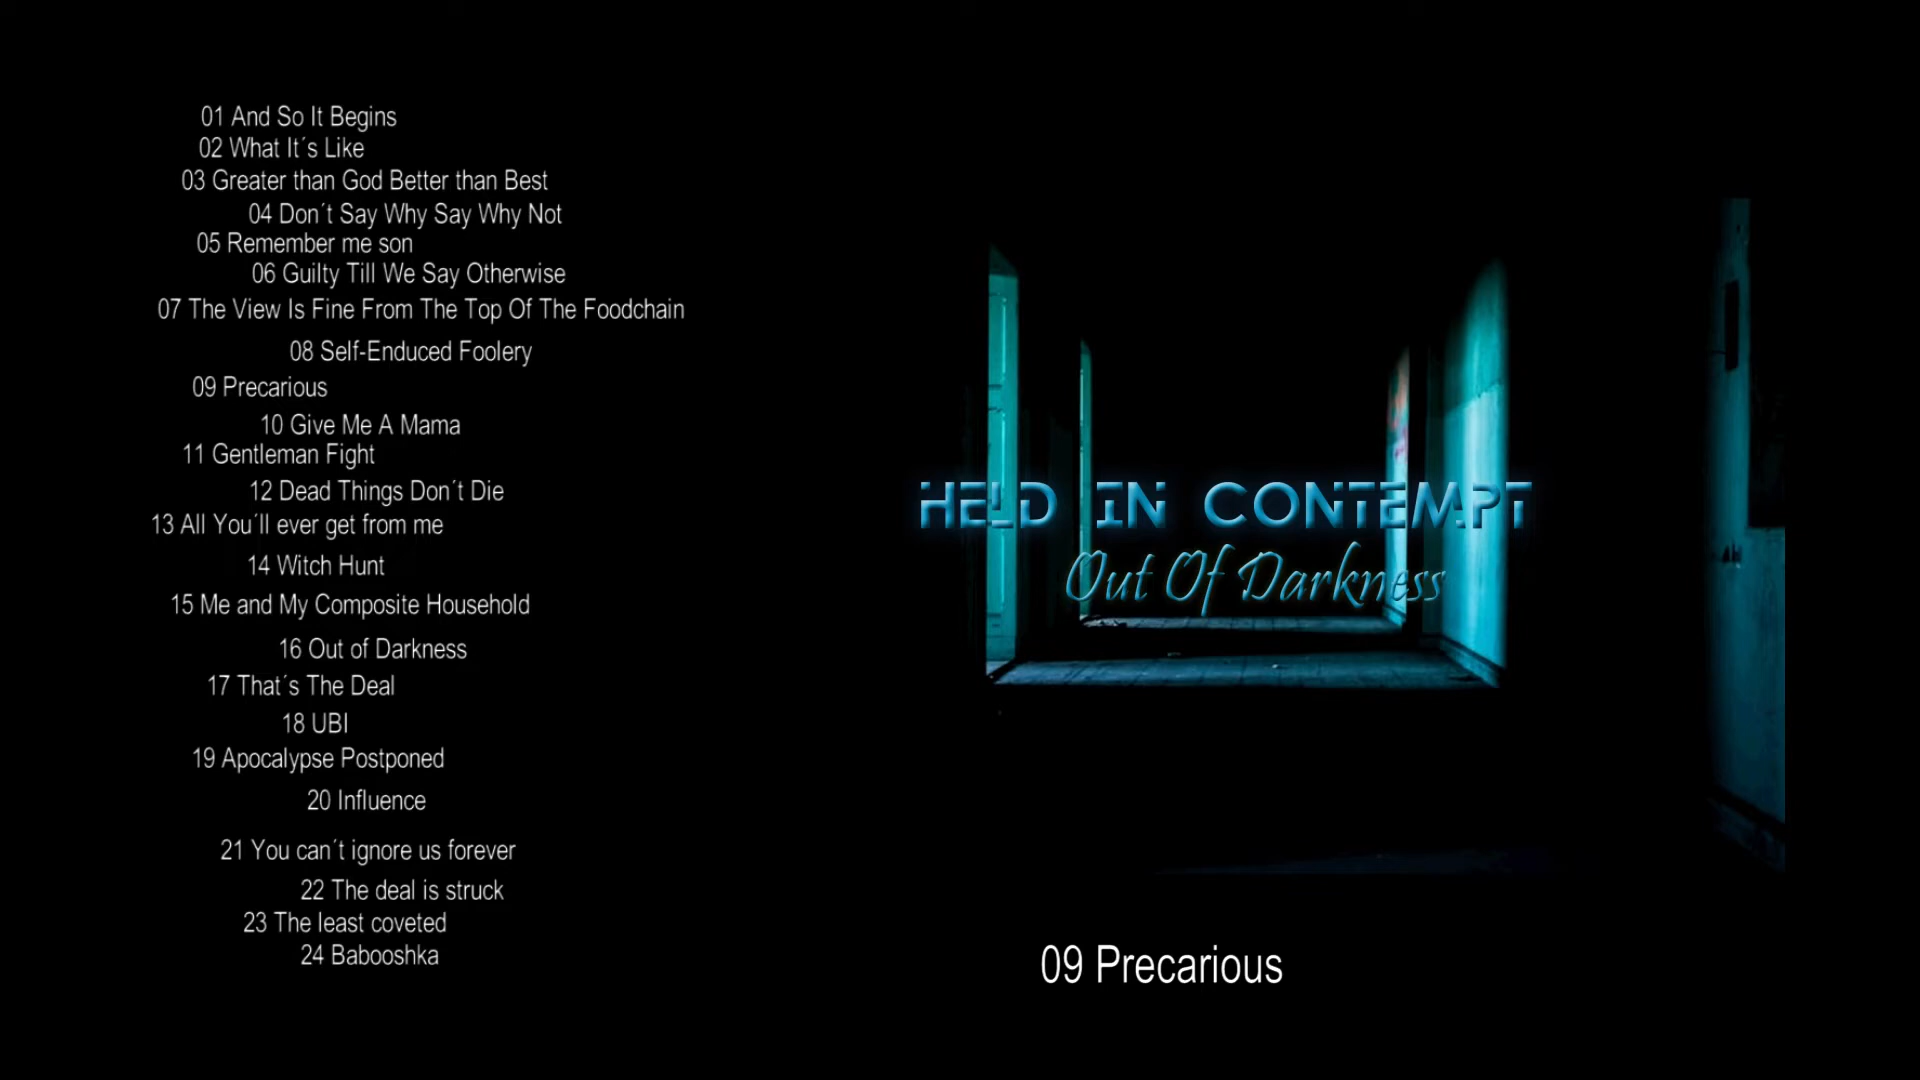 01 And So It Begins
02 What It´s Like
03 Greater than God Better than Best
04 Don´t Say Why Say Why Not
05 Remember me son
06 Guilty Till We Say Otherwise
07 The View Is Fine From The Top Of The Foodchain
08 Self-Enduced Foolery
09 Precarious
10 Give Me A Mama
11 Gentleman Fight
12 Dead Things Don´t Die
13 All You´ll ever get from me
14 Witch Hunt
15 Me and My Composite Household
16 Out of Darkness
17 That´s The Deal
18 UBI
19 Apocalypse Postponed
20 Influence
21 You can´t ignore us forever
22 The deal is struck
23 The least coveted
24 Babooshka
HELD IN CONTEMPT
Out Of Darkness
09 Precarious